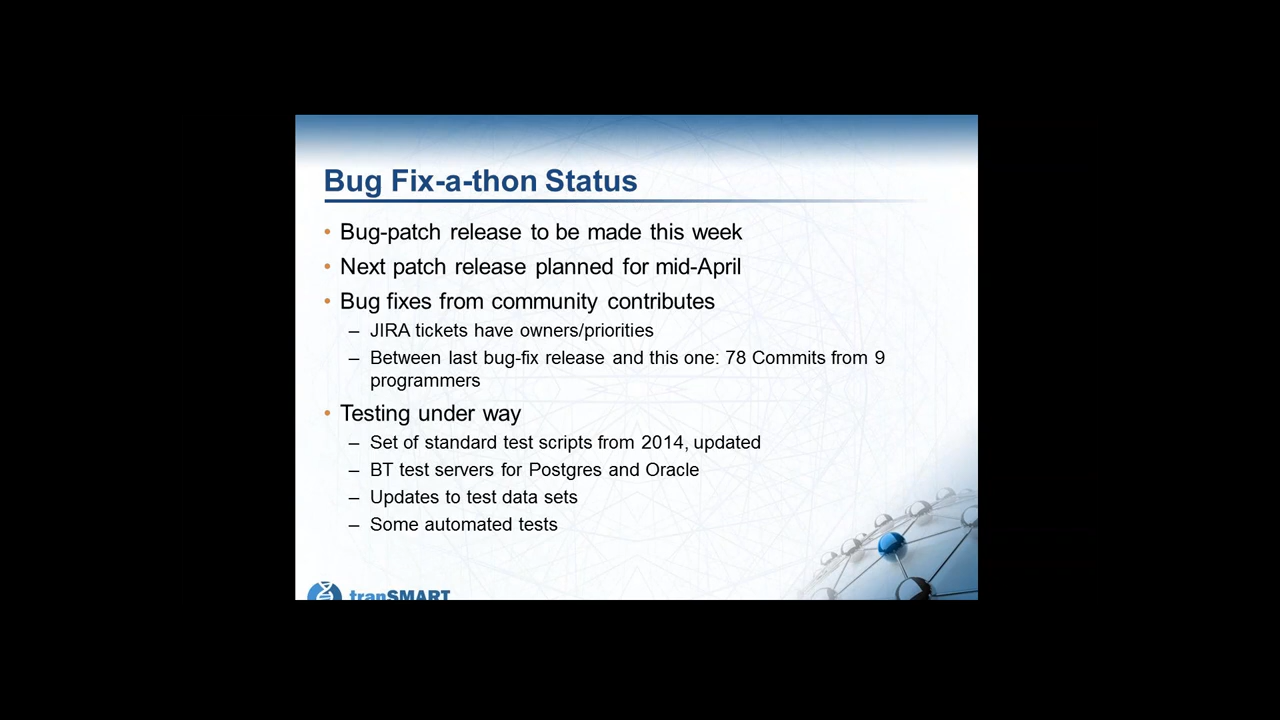 Bug Fix-a-thon Status
• Bug-patch release to be made this week
• Next patch release planned for mid-April
• Bug fixes from community contributes
– JIRA tickets have owners/priorities
– Between last bug-fix release and this one: 78 Commits from 9
programmers
• Testing under way
– Set of standard test scripts from 2014, updated
– BT test servers for Postgres and Oracle
– Updates to test data sets
– Some automated tests
tranSMART